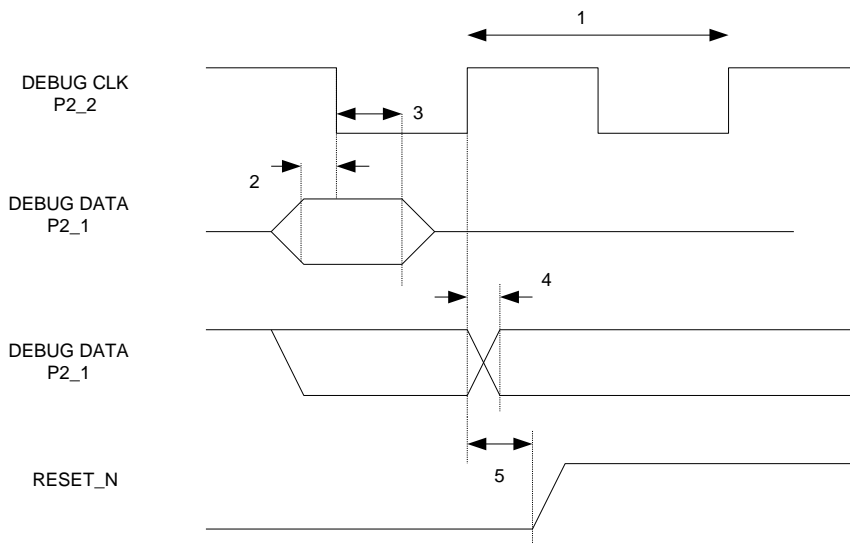 1
DEBUG CLK
P2_2
3
2
DEBUG DATA
P2_1
4
DEBUG DATA
P2_1
5
RESET_N